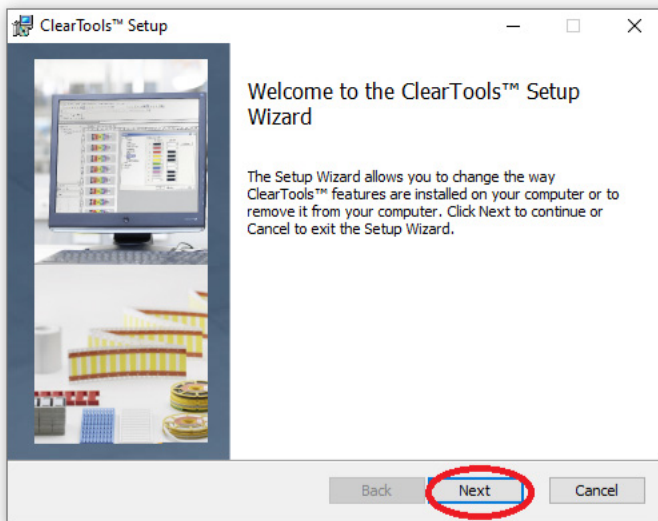 ClearTools™ Setup
Welcome to the ClearTools™ Setup
Wizard
The Setup Wizard allows you to change the way
ClearTools™ features are installed on your computer or to
remove it from your computer. Click Next to continue or
Cancel to exit the Setup Wizard.
Back Next Cancel